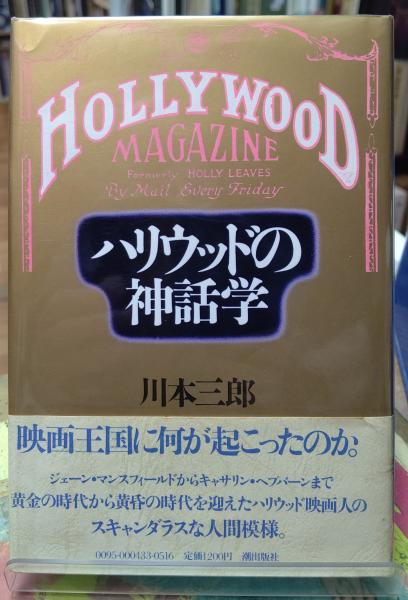 HOLLYWOOD
MAGAZINE
Formerly HOLLY LEAVES
By Mail Every Friday
ハリウッドの
神話学
川本三郎
映画王国に何が起こったのか。
ジェーン・マンスフィールドからキャサリン・ヘプバーンまで
黄金の時代から黄昏の時代を迎えたハリウッド映画人の
スキャンダラスな人間模様。
0095-000433-0516 定価1200円 潮出版社